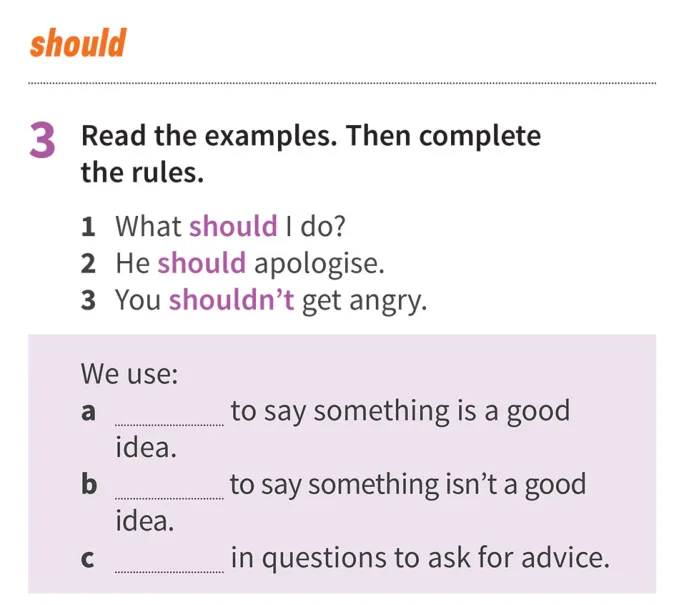 should
3 Read the examples. Then complete
the rules.
1 What should I do?
2 He should apologise.
3 You shouldn’t get angry.
We use:
a to say something is a good
idea.
b to say something isn’t a good
idea.
c in questions to ask for advice.